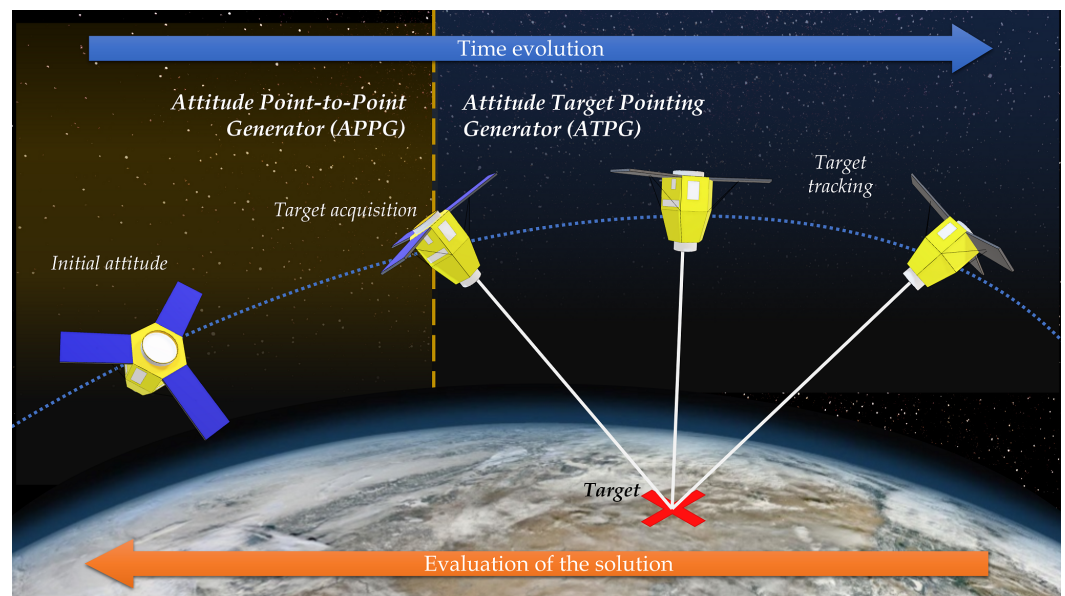 Time evolution
Attitude Point-to-Point
Generator (APPG)
Attitude Target Pointing
Generator (ATPG)
Target
tracking
Target acquisition
Initial attitude
Target
Evaluation of the solution